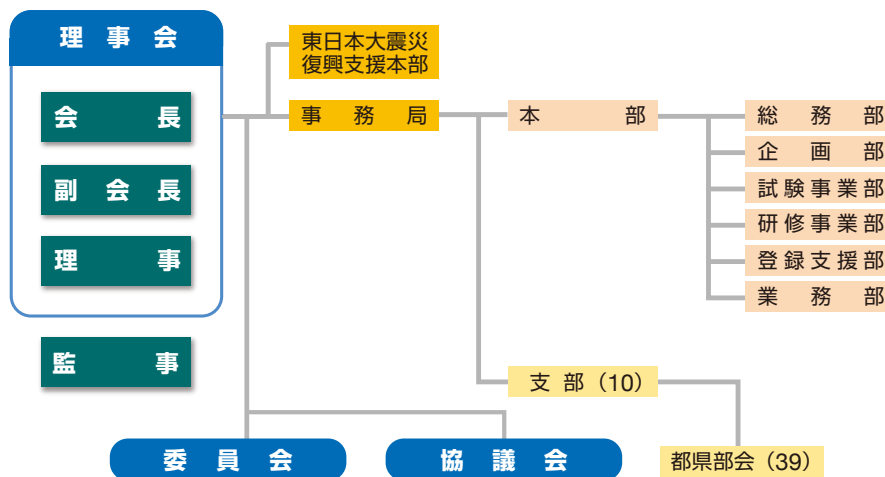 理事会
会長
副会長
理事
監事
東日本大震災
復興支援本部
事務局
本部
総務部
企画部
試験事業部
研修事業部
登録支援部
業務部
支部（10）
都県部会（39）
委員会
協議会